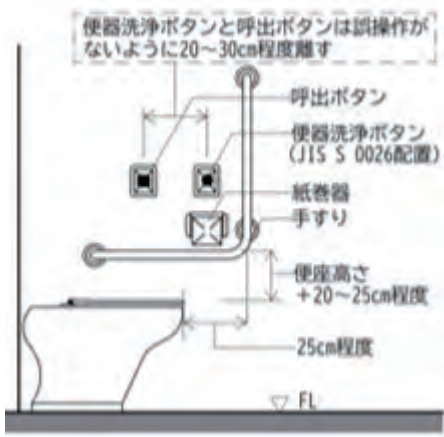 便器洗浄ボタンと呼出ボタンは誤操作が
ないように20～30cm程度離す
呼出ボタン
便器洗浄ボタン
(JIS S 0026配置)
紙巻器
手すり
便座高さ
+20～25cm程度
25cm程度
FL